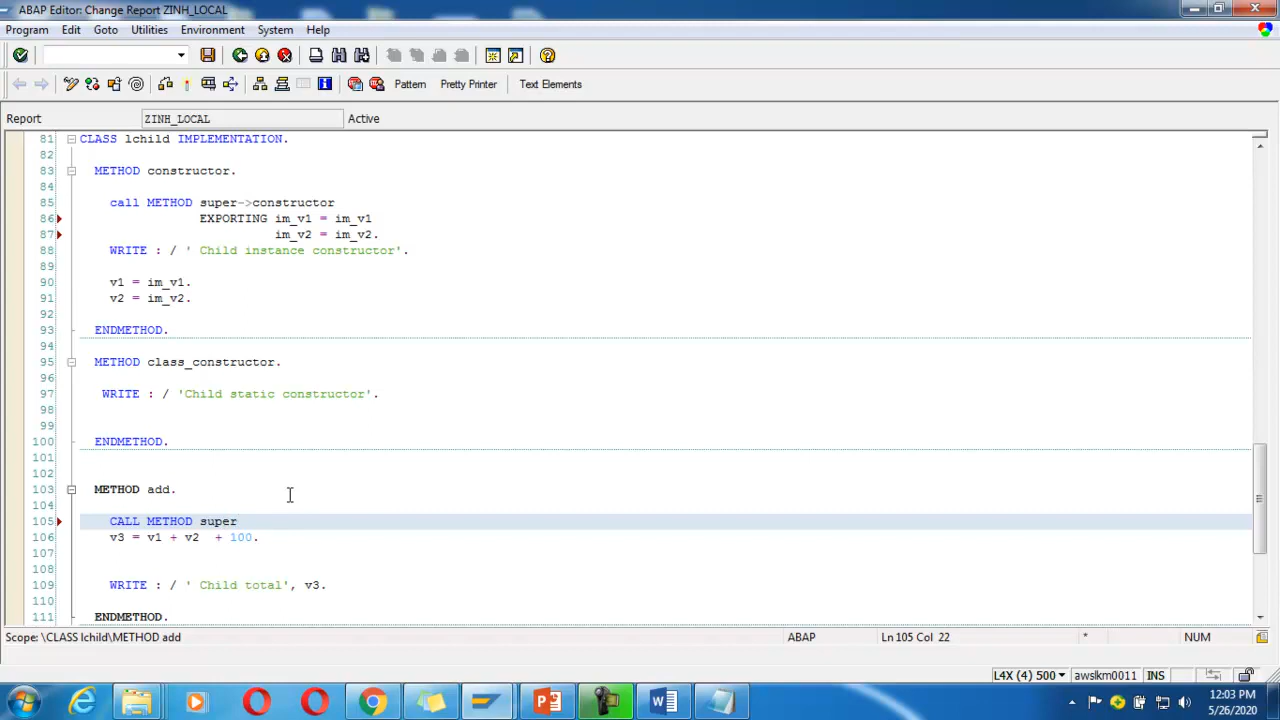 ABAP Editor: Change Report ZINH_LOCAL
Program Edit Goto Utilities Environment System Help
Pattern Pretty Printer Text Elements
Report ZINH_LOCAL Active
81 CLASS lchild IMPLEMENTATION.
82
83 METHOD constructor.
84
85 call METHOD super->constructor
86 EXPORTING im_v1 = im_v1
87 im_v2 = im_v2.
88 WRITE : / ' Child instance constructor'.
89
90 v1 = im_v1.
91 v2 = im_v2.
92
93 ENDMETHOD.
94
95 METHOD class_constructor.
96
97 WRITE : / 'Child static constructor'.
98
99
100 ENDMETHOD.
101
102
103 METHOD add.
104
105 CALL METHOD super
106 v3 = v1 + v2 + 100.
107
108
109 WRITE : / ' Child total', v3.
110
111 ENDMETHOD.
Scope: \CLASS lchild\METHOD add ABAP Ln 105 Col 22 * NUM
L4X (4) 500 awslkm0011 INS
12:03 PM
5/26/2020